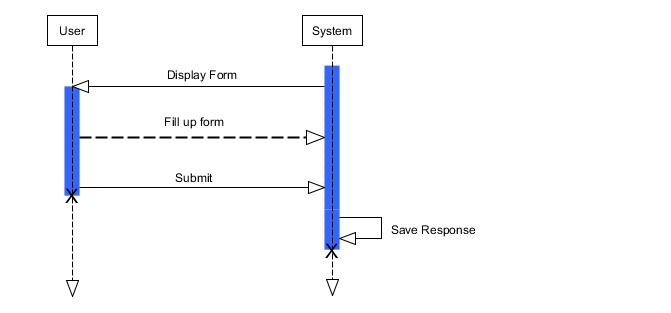 User
System
Display Form
Fill up form
Submit
Save Response